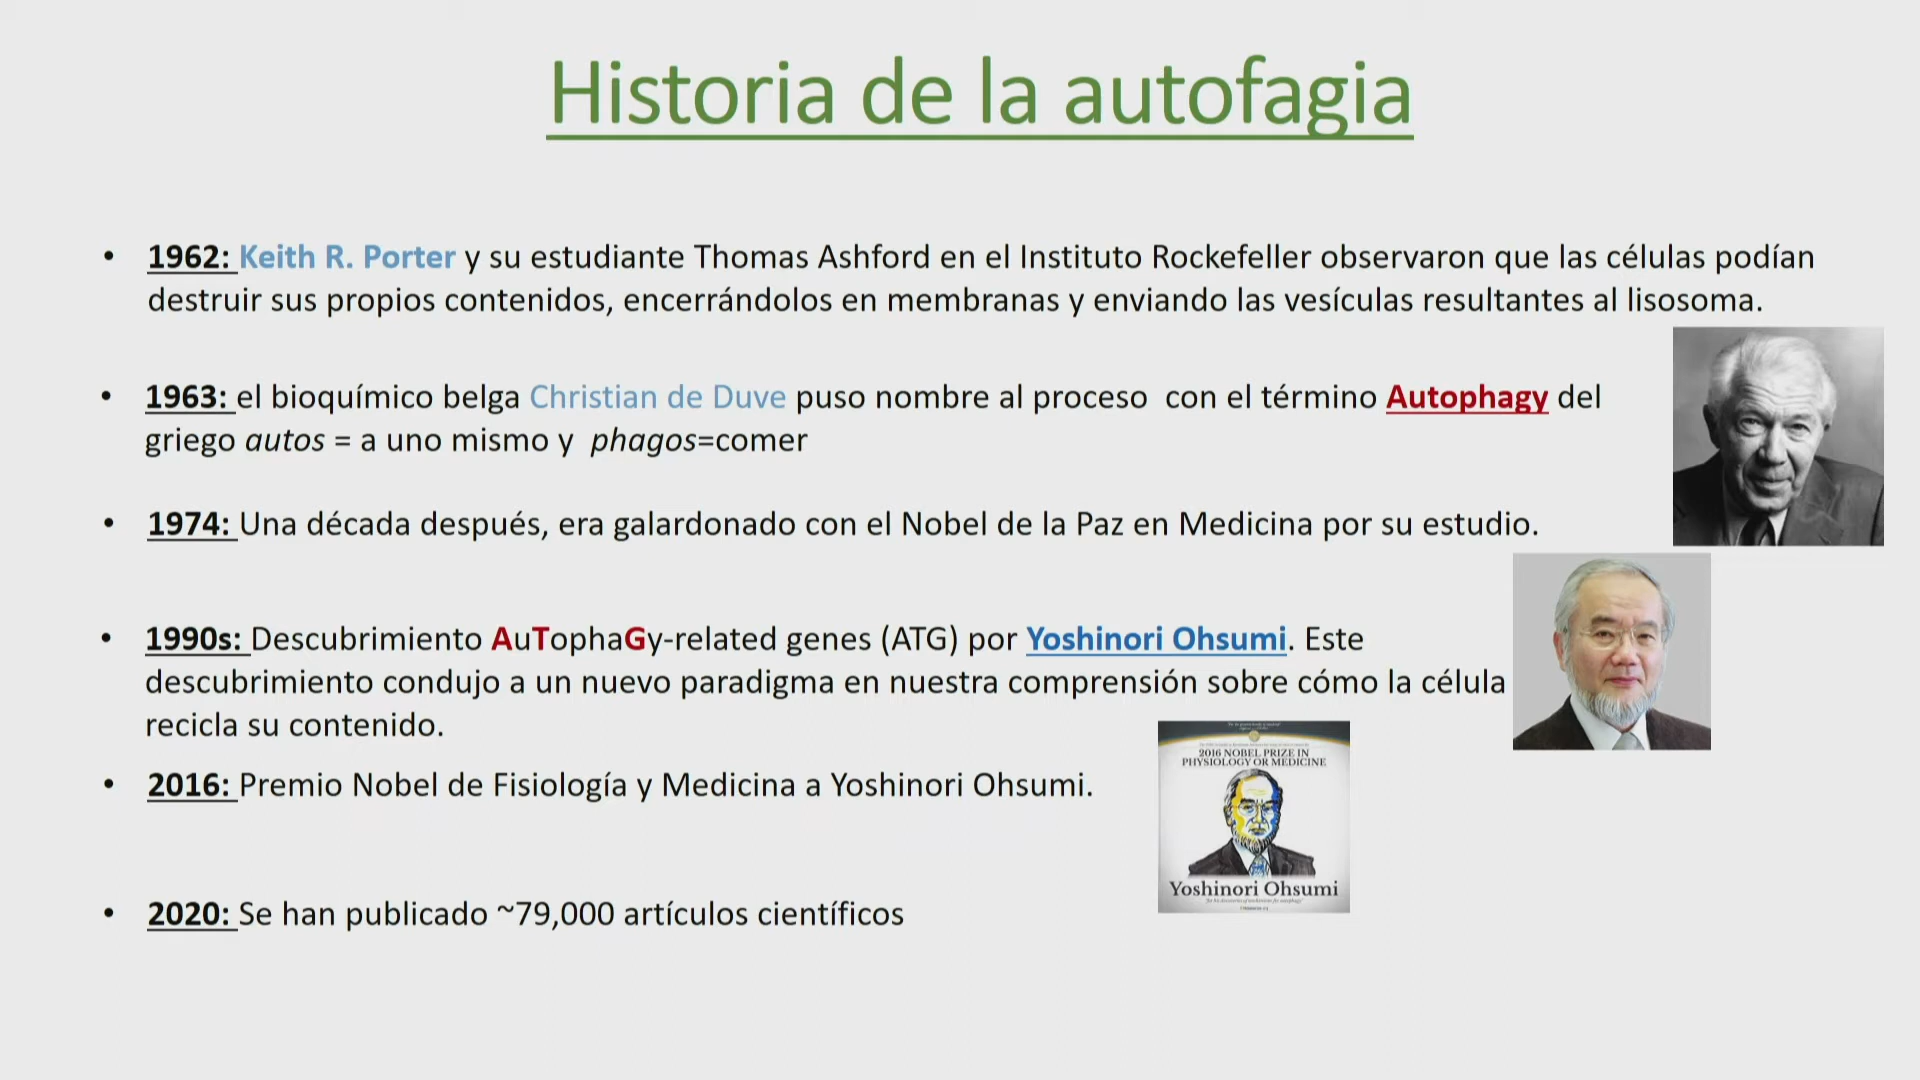 Historia de la autofagia
• 1962: Keith R. Porter y su estudiante Thomas Ashford en el Instituto Rockefeller observaron que las células podían
destruir sus propios contenidos, encerrándolos en membranas y enviando las vesículas resultantes al lisosoma.
• 1963: el bioquímico belga Christian de Duve puso nombre al proceso con el término Autophagy del
griego autos = a uno mismo y phagos=comer
• 1974: Una década después, era galardonado con el Nobel de la Paz en Medicina por su estudio.
• 1990s: Descubrimiento AuTophaGy-related genes (ATG) por Yoshinori Ohsumi. Este
descubrimiento condujo a un nuevo paradigma en nuestra comprensión sobre cómo la célula
recicla su contenido.
• 2016: Premio Nobel de Fisiología y Medicina a Yoshinori Ohsumi.
2016 NOBEL PRIZE IN
PHYSIOLOGY OR MEDICINE
Yoshinori Ohsumi
• 2020: Se han publicado ~79,000 artículos científicos